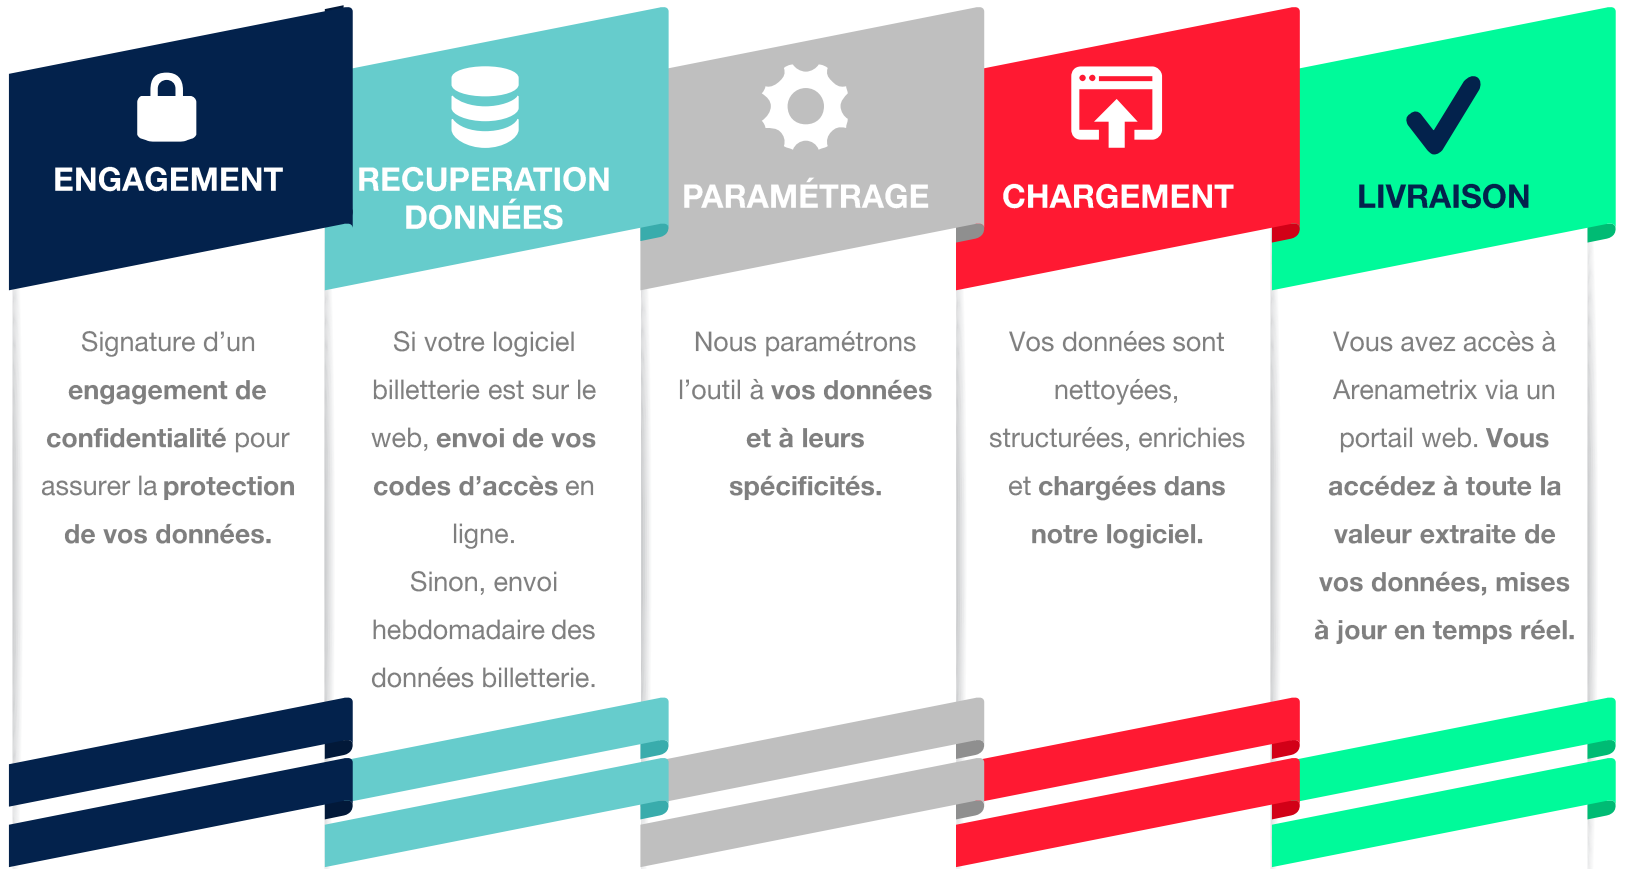 ENGAGEMENT
Signature d’un
engagement de
confidentialité pour
assurer la protection
de vos données.
RECUPERATION
DONNÉES
Si votre logiciel
billetterie est sur le
web, envoi de vos
codes d’accès en
ligne.
Sinon, envoi
hebdomadaire des
données billetterie.
PARAMÉTRAGE
Nous paramétrons
l’outil à vos données
et à leurs
spécificités.
CHARGEMENT
Vos données sont
nettoyées,
structurées, enrichies
et chargées dans
notre logiciel.
LIVRAISON
Vous avez accès à
Arenametrix via un
portail web. Vous
accédez à toute la
valeur extraite de
vos données, mises
à jour en temps réel.